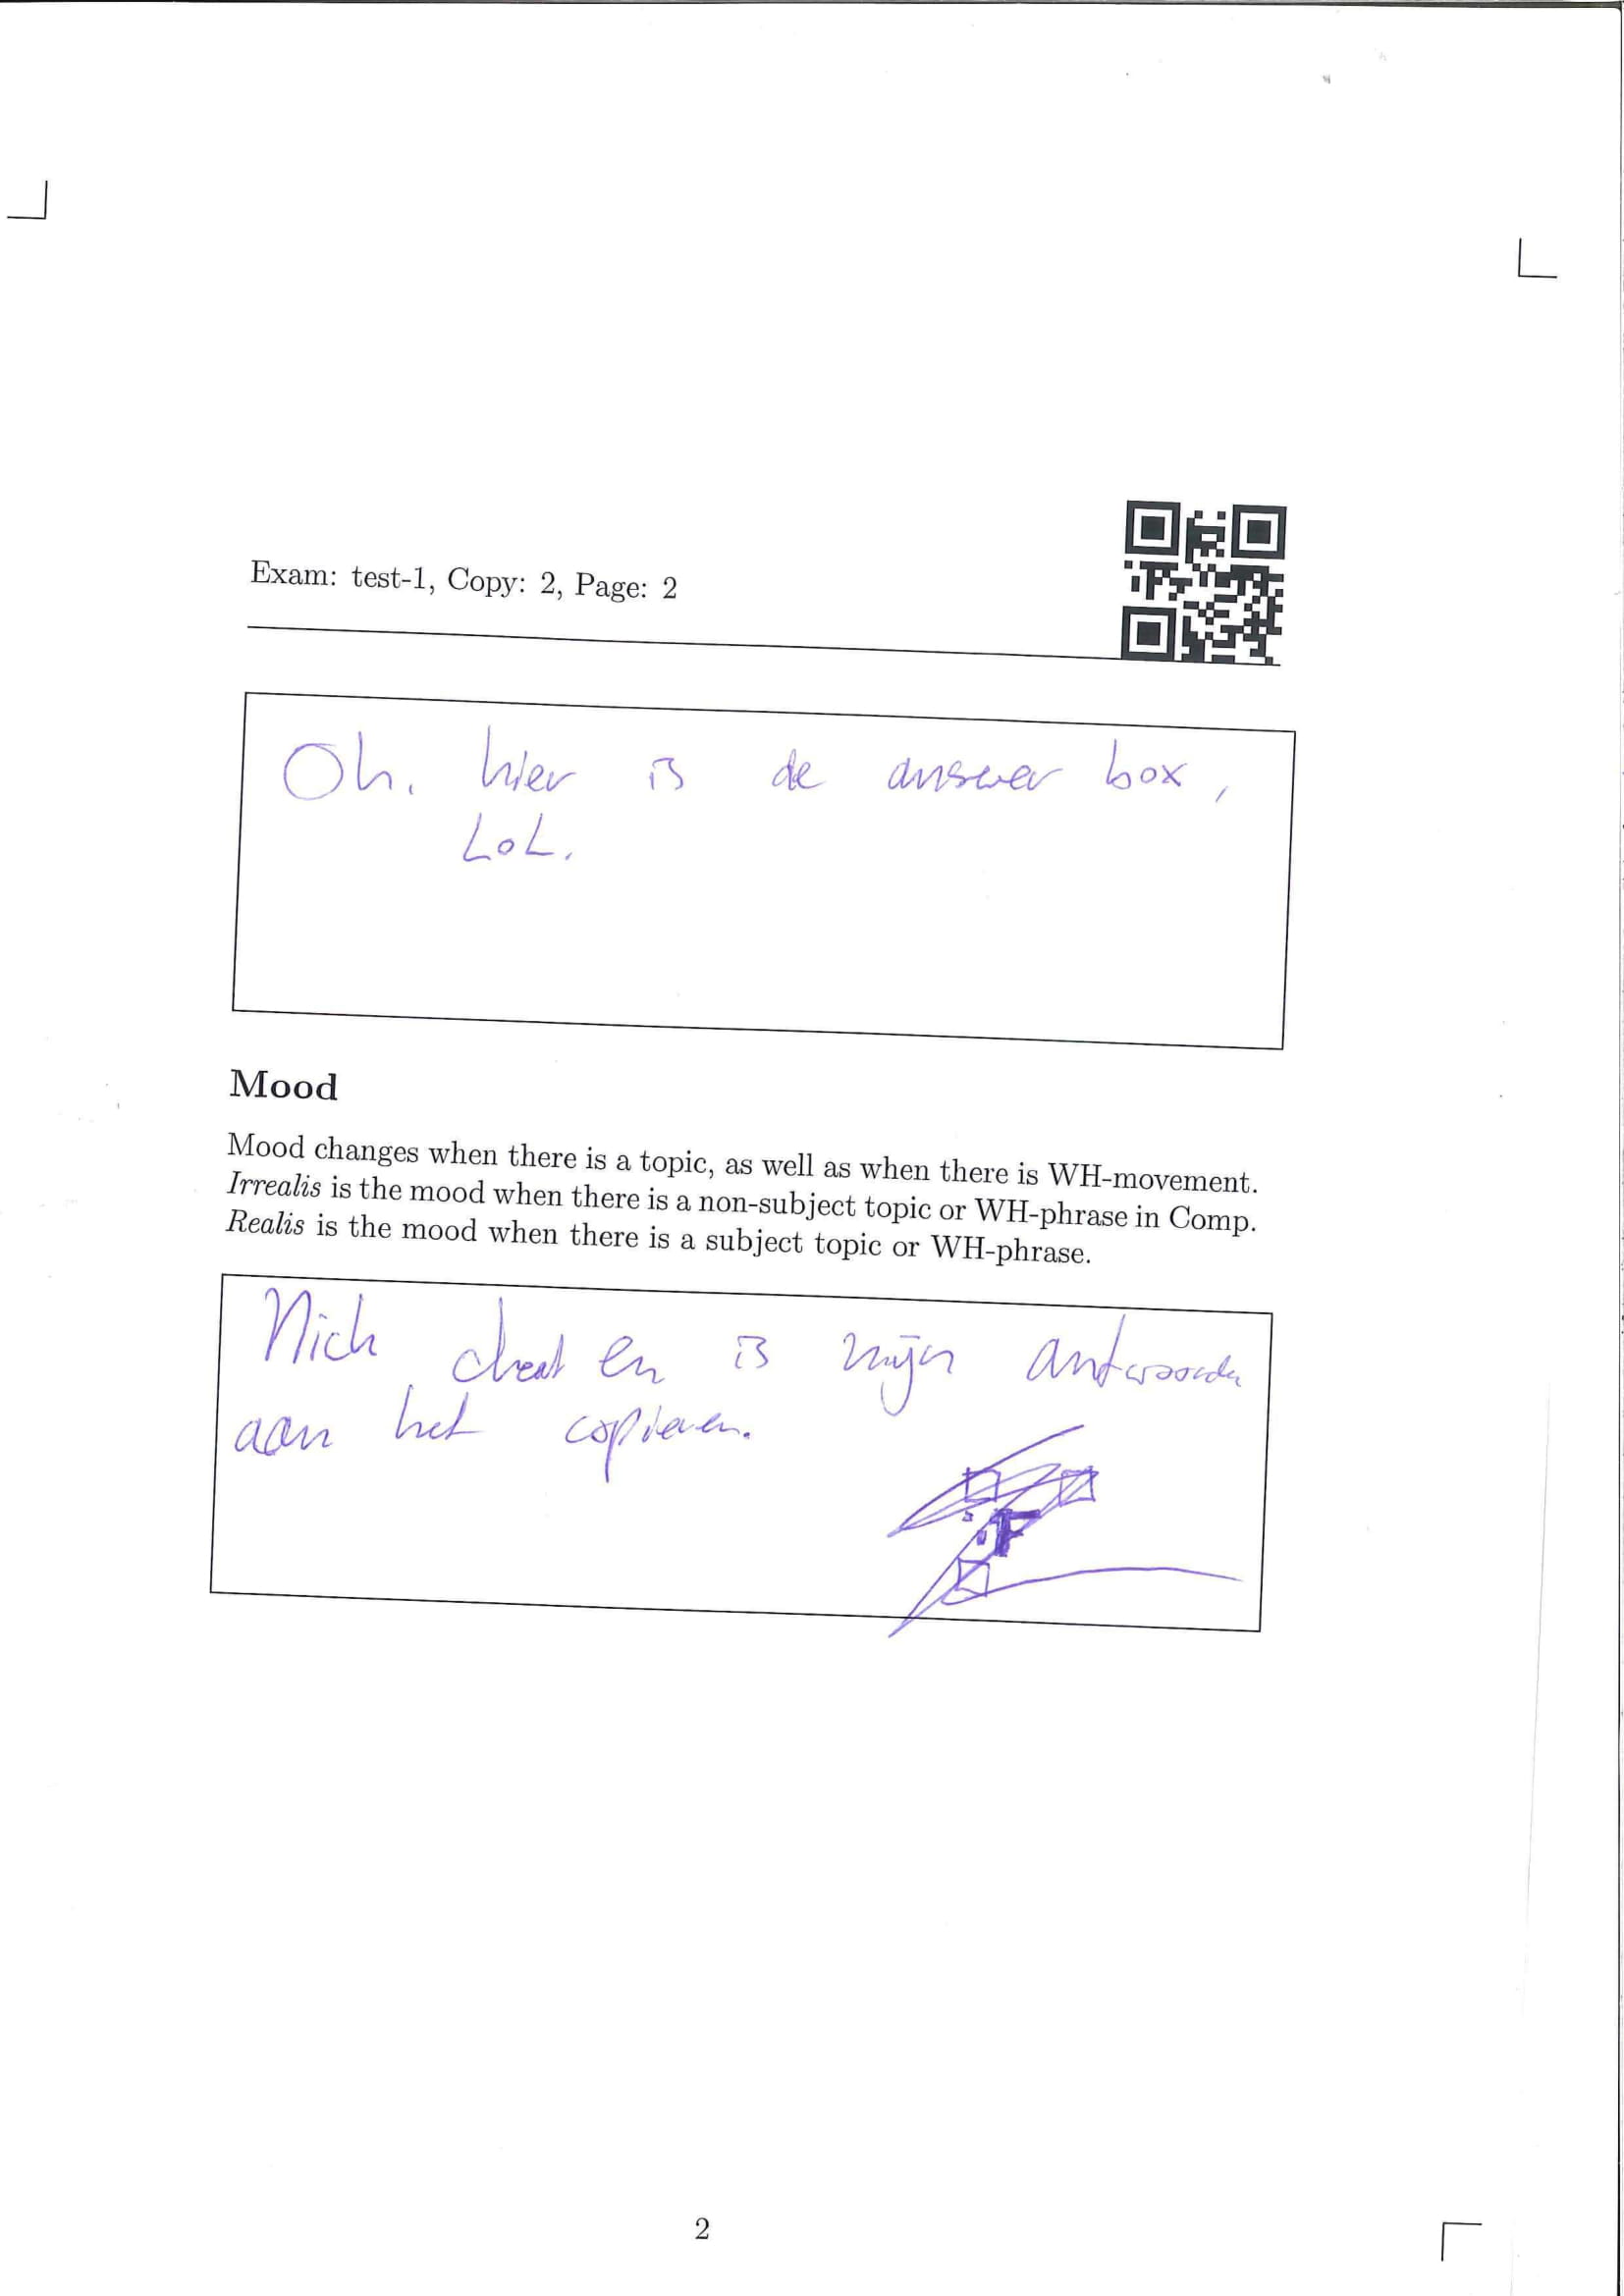 Exam: test-1, Copy: 2, Page: 2
Oh. hier is de answer box,
LoL.
Mood
Mood changes when there is a topic, as well as when there is WH-movement.
Irrealis is the mood when there is a non-subject topic or WH-phrase in Comp.
Realis is the mood when there is a subject topic or WH-phrase.
Nick cheat en is mijn antwoorden
aan het copieren.
2